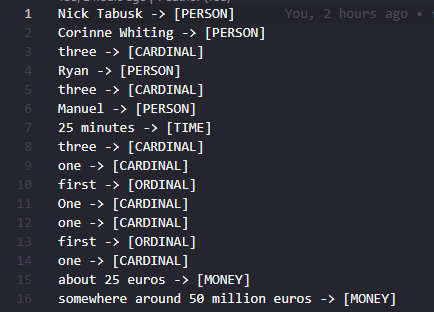 1 Nick Tabusk -> [PERSON] You, 2 hours ago •
2 Corinne Whiting -> [PERSON]
3 three -> [CARDINAL]
4 Ryan -> [PERSON]
5 three -> [CARDINAL]
6 Manuel -> [PERSON]
7 25 minutes -> [TIME]
8 three -> [CARDINAL]
9 one -> [CARDINAL]
10 first -> [ORDINAL]
11 One -> [CARDINAL]
12 one -> [CARDINAL]
13 first -> [ORDINAL]
14 one -> [CARDINAL]
15 about 25 euros -> [MONEY]
16 somewhere around 50 million euros -> [MONEY]